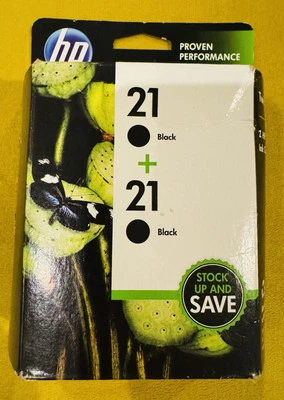 hp
PROVEN
PERFORMANCE
21
Black
+
21
Black
STOCK
UP AND
SAVE